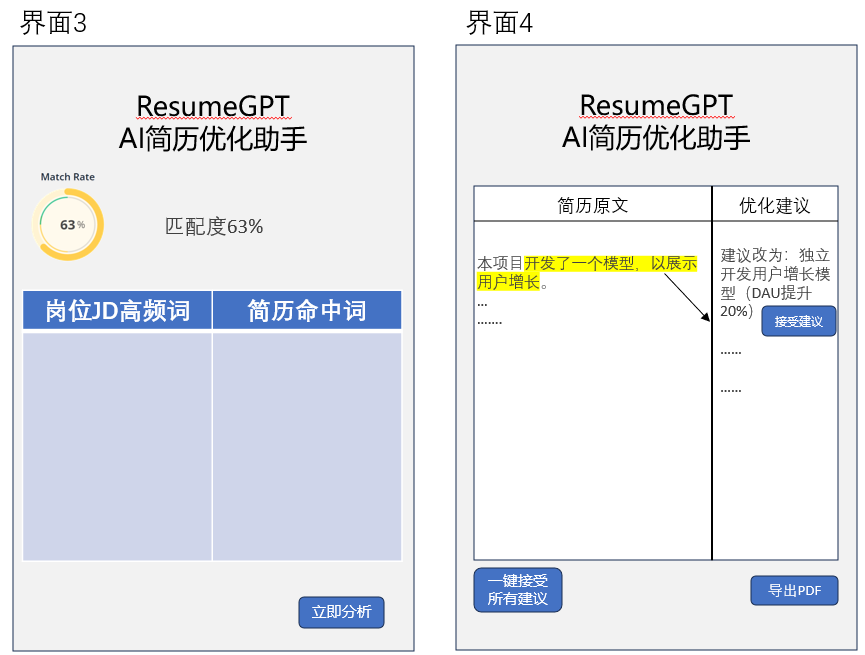 界面3
ResumeGPT
AI简历优化助手
Match Rate
63%
匹配度63%
岗位JD高频词
简历命中词
立即分析
界面4
ResumeGPT
AI简历优化助手
简历原文
优化建议
本项目开发了一个模型，以展示
用户增长。
...
.......
建议改为：独立
开发用户增长模
型（DAU提升
20%）
接受建议
......
......
一键接受
所有建议
导出PDF